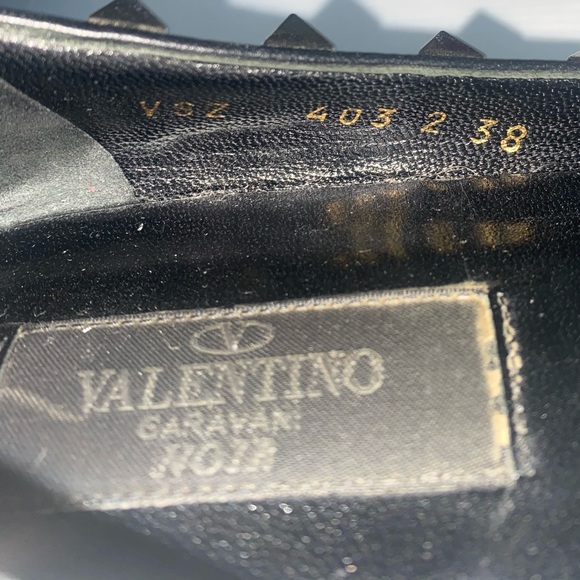 VSZ 403 2 38
VALENTINO
GARAVANI
NOIR